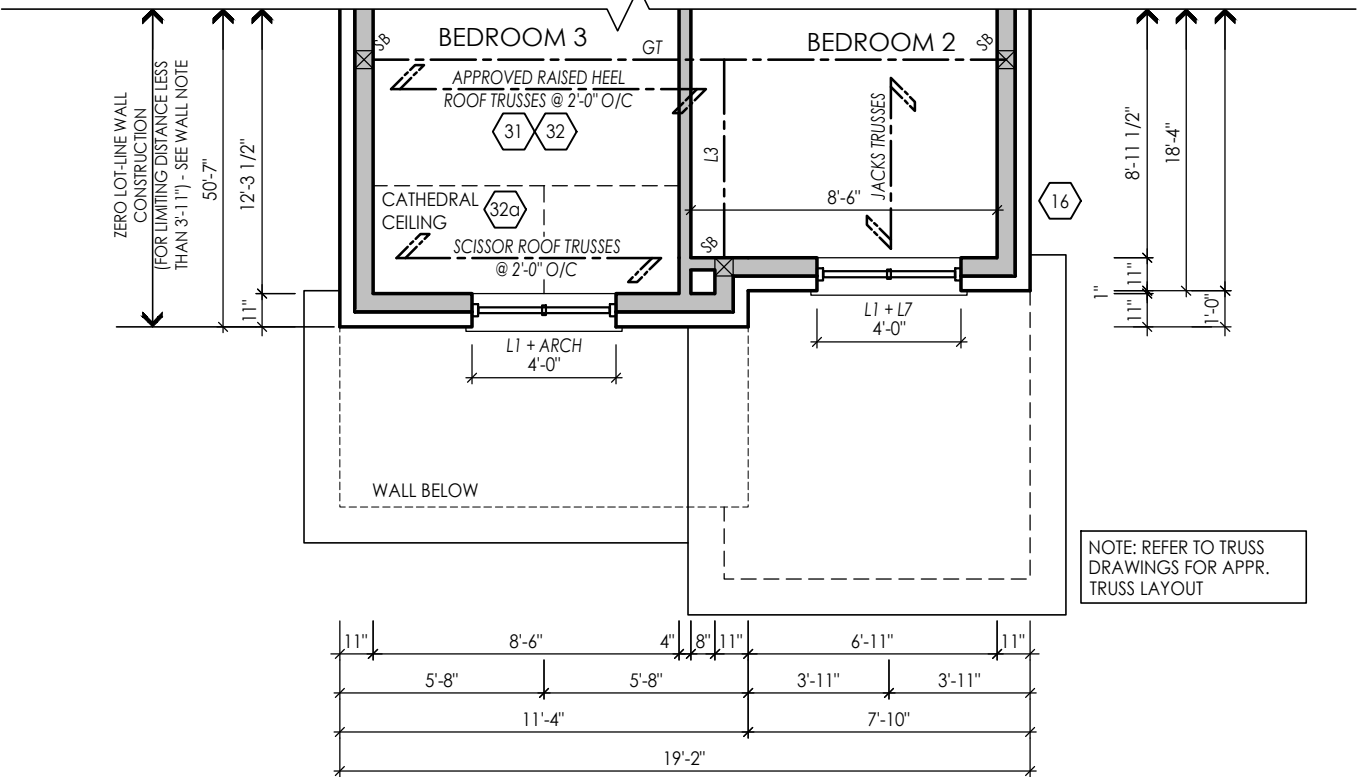 SB
BEDROOM 3
GT
BEDROOM 2
SB
APPROVED RAISED HEEL
ROOF TRUSSES @ 2'-0" O/C
31
32
L3
JACKS TRUSSES
ZERO LOT-LINE WALL
CONSTRUCTION
(FOR LIMITING DISTANCE LESS
THAN 3'-11") - SEE WALL NOTE
50'-7"
12'-3 1/2"
11"
CATHEDRAL
CEILING
32a
SCISSOR ROOF TRUSSES
@ 2'-0" O/C
SB
8'-6"
16
8'-11 1/2"
18'-4"
11"
1"
11"
1'-0"
L1 + ARCH
4'-0"
L1 + L7
4'-0"
WALL BELOW
NOTE: REFER TO TRUSS
DRAWINGS FOR APPR.
TRUSS LAYOUT
11"
8'-6"
4"
8"
11"
6'-11"
11"
5'-8"
5'-8"
3'-11"
3'-11"
11'-4"
7'-10"
19'-2"